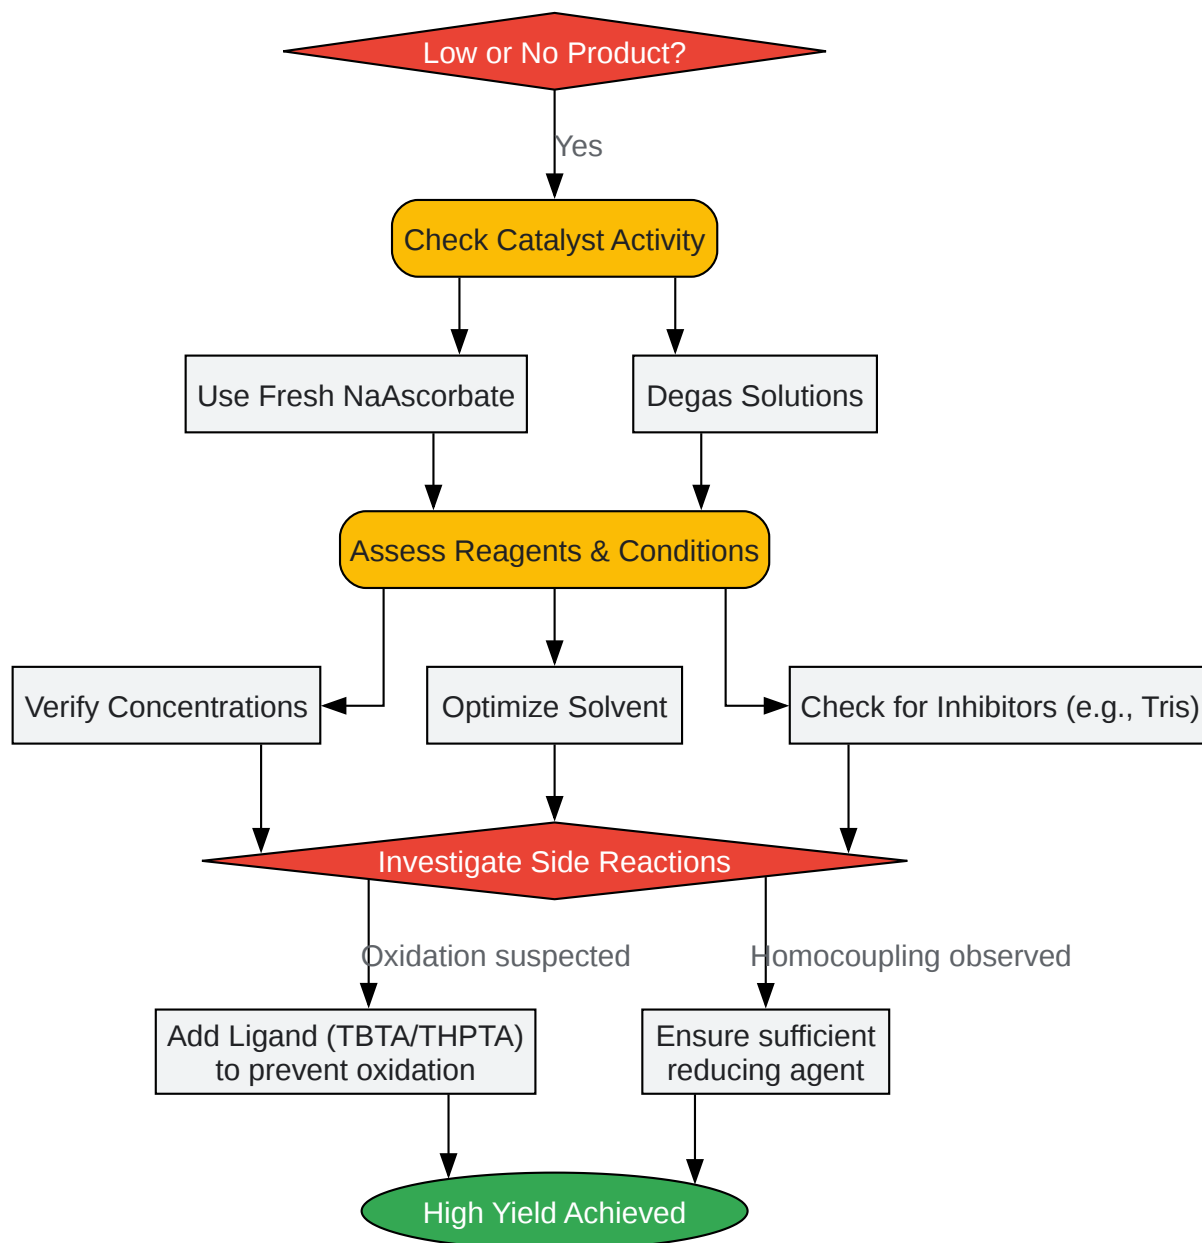 Low or No Product?
Yes
Check Catalyst Activity
Use Fresh NaAscorbate
Degas Solutions
Assess Reagents & Conditions
Verify Concentrations
Optimize Solvent
Check for Inhibitors (e.g., Tris)
Investigate Side Reactions
Oxidation suspected
Homocoupling observed
Add Ligand (TBTA/THPTA)
to prevent oxidation
Ensure sufficient
reducing agent
High Yield Achieved